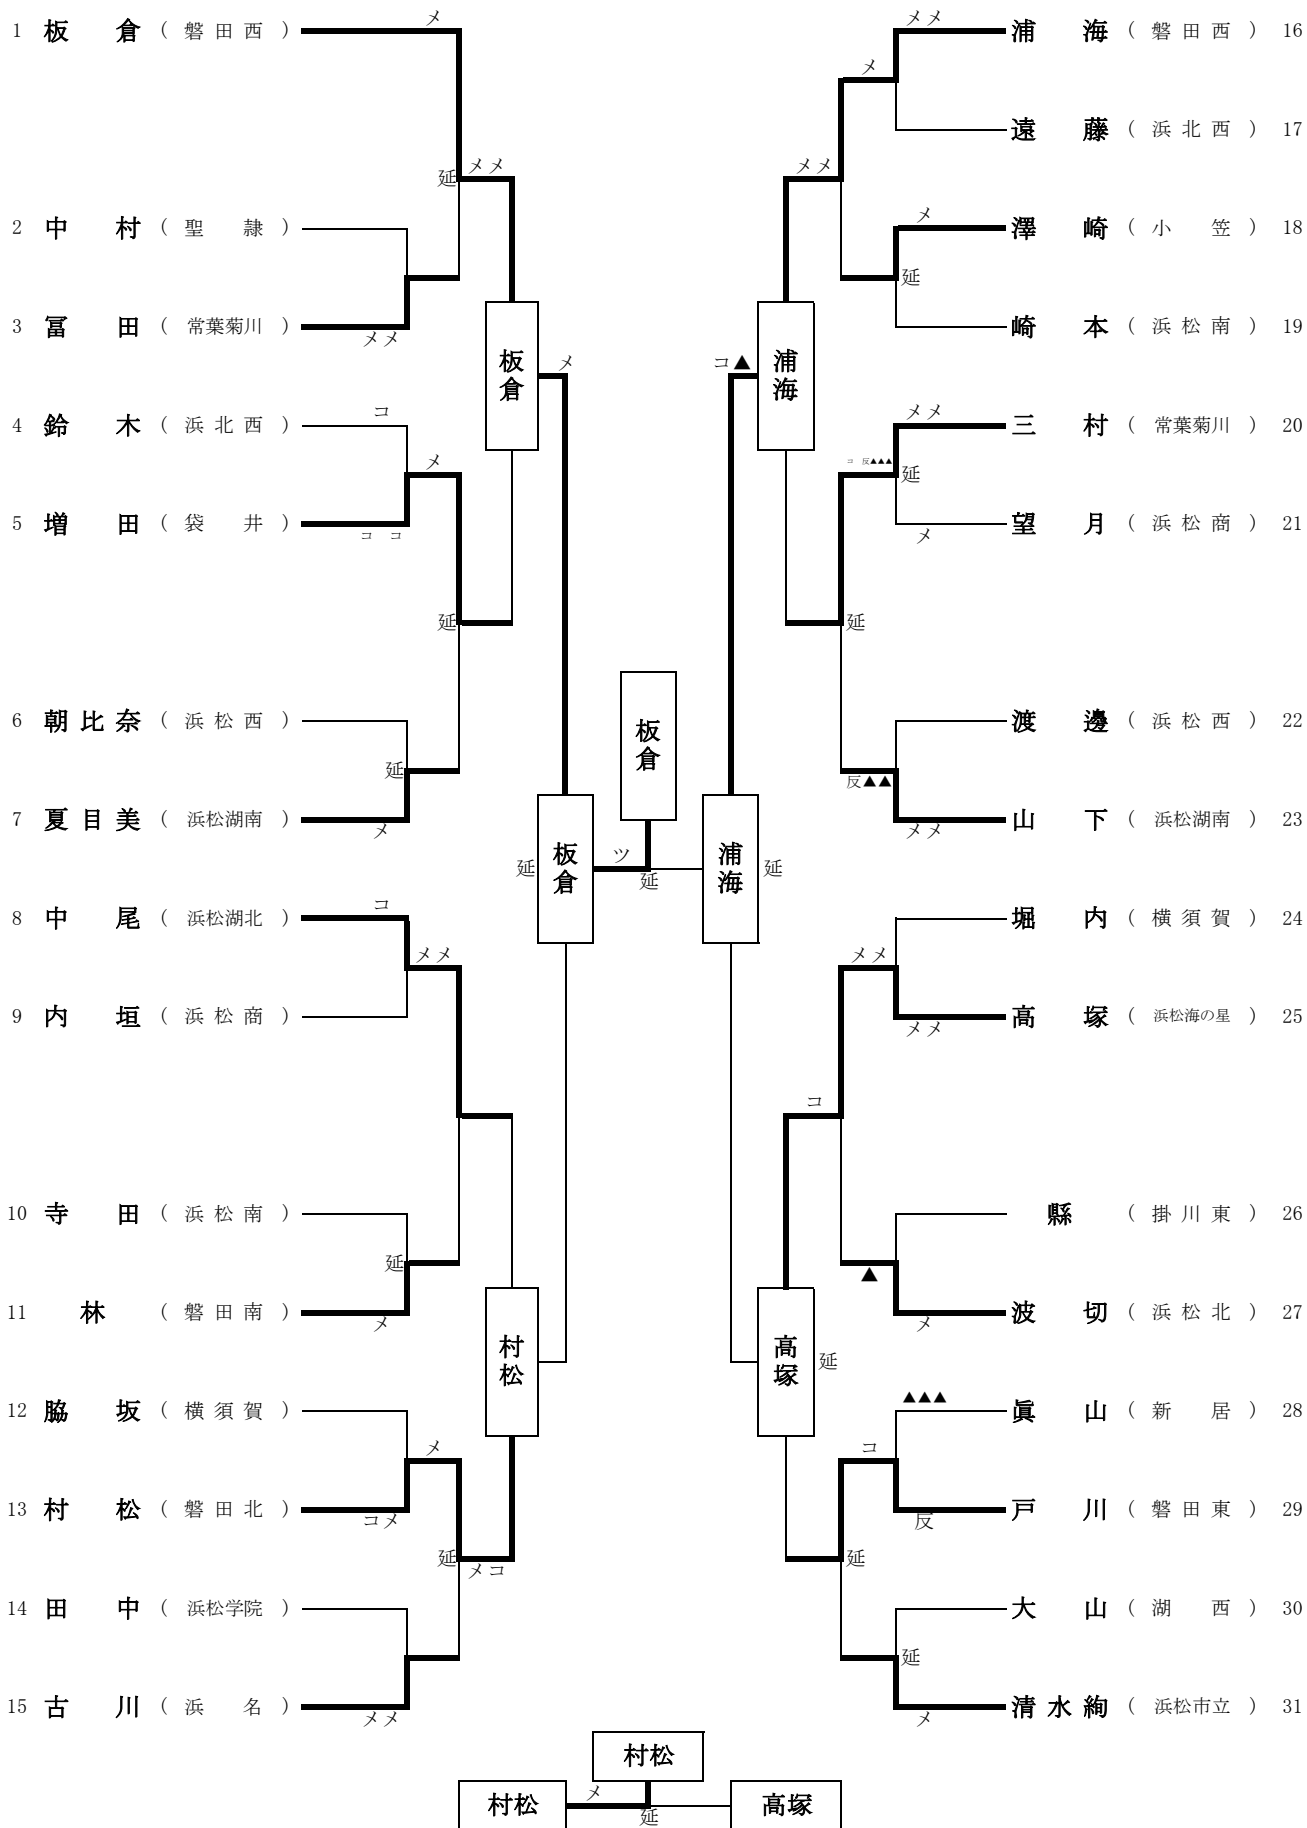 1 板倉 （磐田西） メ
2 中村 （聖隷）
3 冨田 （常葉菊川） メメ
4 鈴木 （浜北西） コ
5 増田 （袋井） コ コ
6 朝比奈 （浜松西）
7 夏目美 （浜松湖南） メ
8 中尾 （浜松湖北） コ
9 内垣 （浜松商）
10 寺田 （浜松南）
11 林 （磐田南） メ
12 脇坂 （横須賀）
13 村松 （磐田北） コメ
14 田中 （浜松学院）
15 古川 （浜名） メメ
延 メメ
メ
延
延
メメ
延
メ
延 メコ
板倉 メ
村松
延 板倉 ツ
板倉
延
浦海 延
コ▲ 浦海
高塚 延
メメ
メ
延
コ 反▲▲▲ 延
延
反▲▲
メメ
コ
▲
コ
延
延
メメ 浦海 （磐田西） 16
遠藤 （浜北西） 17
メ 澤崎 （小笠） 18
崎本 （浜松南） 19
メメ 三村 （常葉菊川） 20
メ 望月 （浜松商） 21
渡邊 （浜松西） 22
メメ 山下 （浜松湖南） 23
堀内 （横須賀） 24
メメ 高塚 （浜松海の星） 25
縣 （掛川東） 26
メ 波切 （浜松北） 27
▲▲▲ 眞山 （新居） 28
反 戸川 （磐田東） 29
大山 （湖西） 30
メ 清水絢 （浜松市立） 31
村松
村松 メ 延 高塚